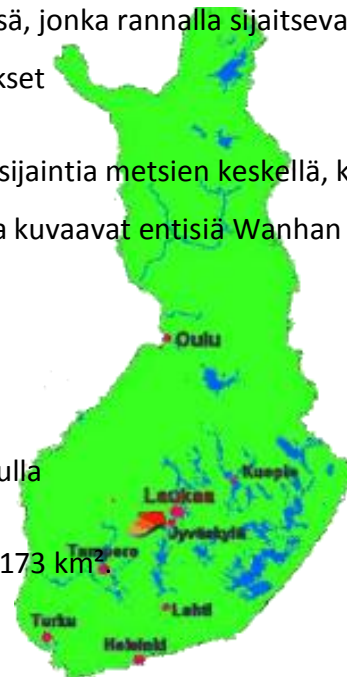 sä, jonka rannalla sijaitseva
kset
sijaintia metsien keskellä, k
a kuvaavat entisiä Wanhan
Oulu
ulla
Kuopio
Laukaa
Jyväskylä
Tampere
173 km².
Lahti
Turku
Helsinki